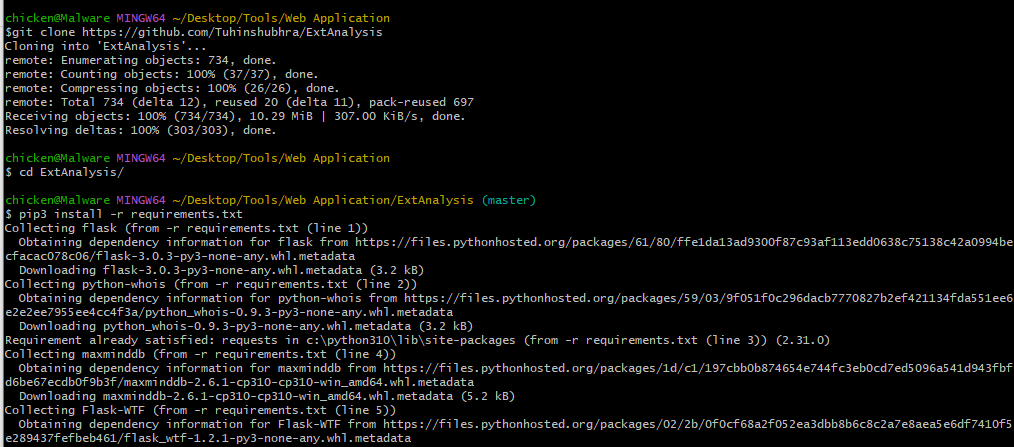 chicken@Malware MINGW64 ~/Desktop/Tools/Web Application
$git clone https://github.com/Tuhinshubhra/ExtAnalysis
Cloning into 'ExtAnalysis'...
remote: Enumerating objects: 734, done.
remote: Counting objects: 100% (37/37), done.
remote: Compressing objects: 100% (26/26), done.
remote: Total 734 (delta 12), reused 20 (delta 11), pack-reused 697
Receiving objects: 100% (734/734), 10.29 MiB | 307.00 KiB/s, done.
Resolving deltas: 100% (303/303), done.
chicken@Malware MINGW64 ~/Desktop/Tools/Web Application
$ cd ExtAnalysis/
chicken@Malware MINGW64 ~/Desktop/Tools/Web Application/ExtAnalysis (master)
$ pip3 install -r requirements.txt
Collecting flask (from -r requirements.txt (line 1))
Obtaining dependency information for flask from https://files.pythonhosted.org/packages/61/80/ffe1da13ad9300f87c93af113edd0638c75138c42a0994be
cfacac078c06/flask-3.0.3-py3-none-any.whl.metadata
Downloading flask-3.0.3-py3-none-any.whl.metadata (3.2 kB)
Collecting python-whois (from -r requirements.txt (line 2))
Obtaining dependency information for python-whois from https://files.pythonhosted.org/packages/59/03/9f051f0c296dacb7770827b2ef421134fda551ee6
e2e2ee7955ee4cc4f3a/python_whois-0.9.3-py3-none-any.whl.metadata
Downloading python_whois-0.9.3-py3-none-any.whl.metadata (3.2 kB)
Requirement already satisfied: requests in c:\python310\lib\site-packages (from -r requirements.txt (line 3)) (2.31.0)
Collecting maxminddb (from -r requirements.txt (line 4))
Obtaining dependency information for maxminddb from https://files.pythonhosted.org/packages/1d/c1/197cbb0b874654e744fc3eb0cd7ed5096a541d943fbf
d6be67ecdb0f9b3f/maxminddb-2.6.1-cp310-cp310-win_amd64.whl.metadata
Downloading maxminddb-2.6.1-cp310-cp310-win_amd64.whl.metadata (5.2 kB)
Collecting Flask-WTF (from -r requirements.txt (line 5))
Obtaining dependency information for Flask-WTF from https://files.pythonhosted.org/packages/02/2b/0f0cf68a2f052ea3dbb8b6c8c2a7e8aea5e6df7410f5
e289437fefbeb461/flask_wtf-1.2.1-py3-none-any.whl.metadata